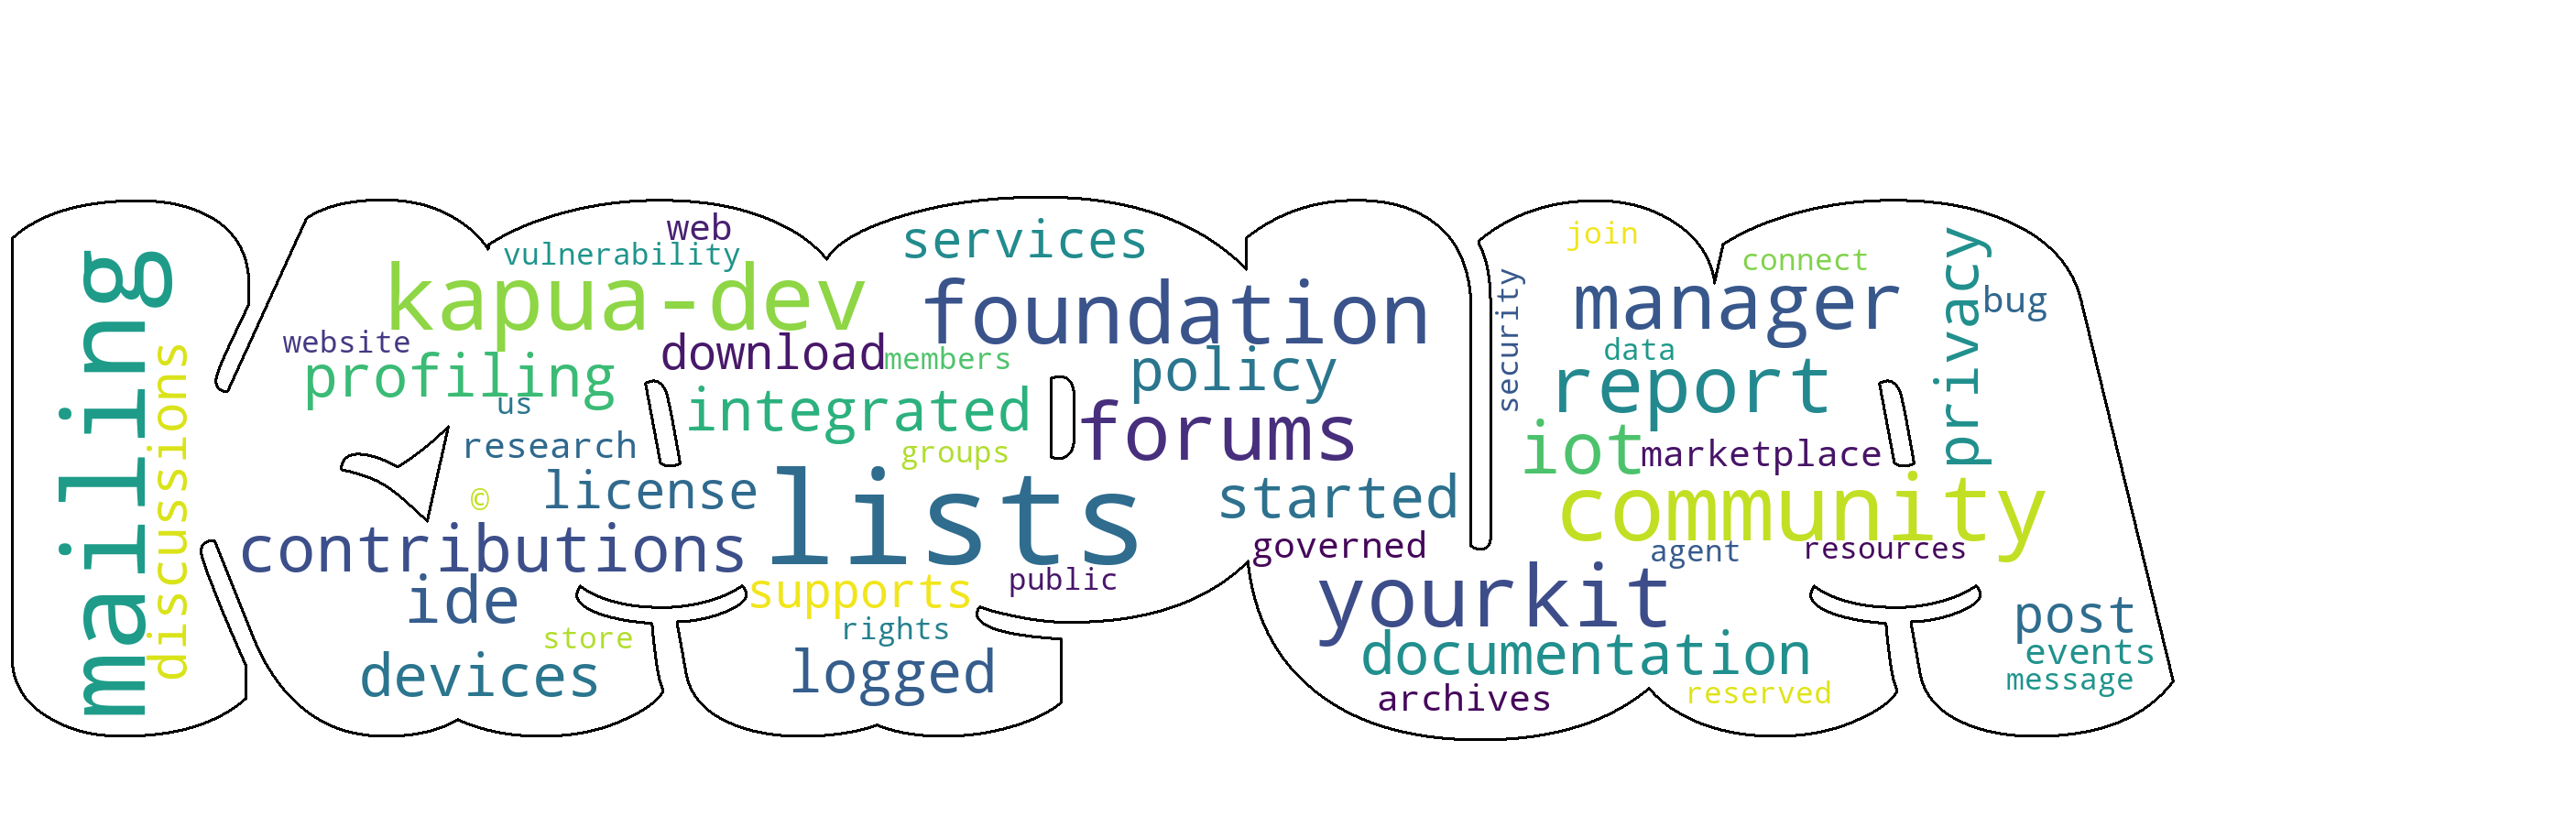 mailing
discussions
web
vulnerability
kapua-dev
services
foundation
website
profiling
us
download
members
policy
integrated
forums
research
groups
license
©
lists
started
contributions
governed
ide
supports
public
store
rights
devices
logged
join
connect
manager
privacy
bug
security
data
report
iot
marketplace
community
agent
resources
yourkit
documentation
archives
reserved
post
events
message